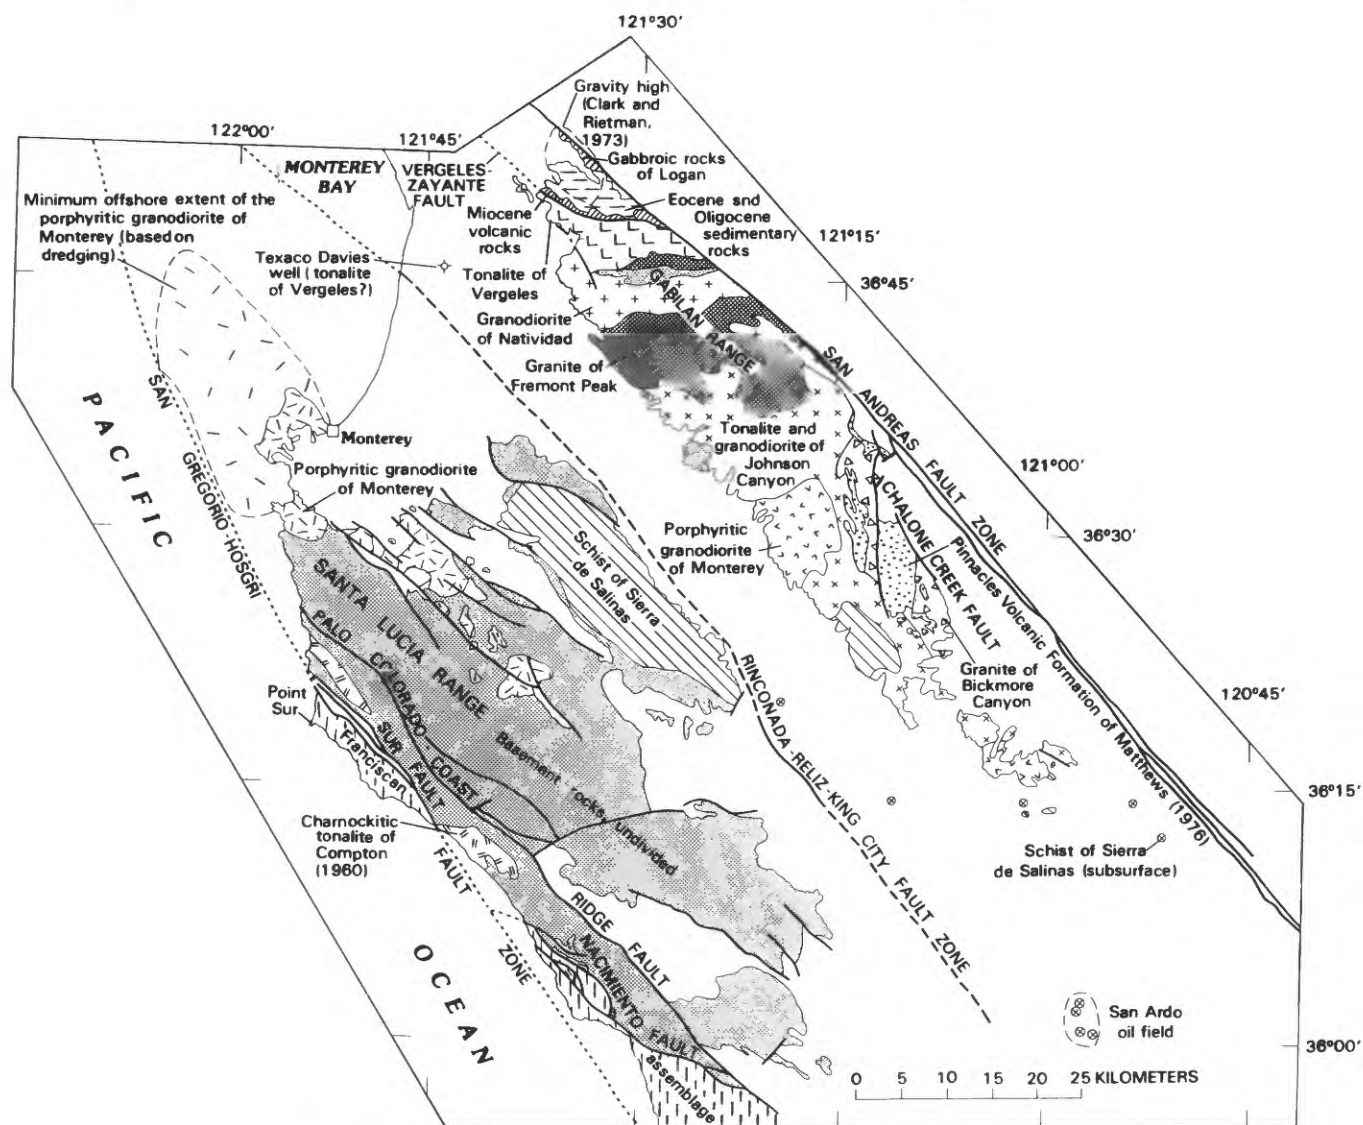 121°30'
122°00'
121°45'
MONTEREY
BAY
VERGELES-
ZAYANTE
FAULT
Gravity high
(Clark and
Rietman,
1973)
Gabbroic rocks
of Logan
Eocene snd
Oligocene
sedimentary
rocks
Miocene
volcanic
rocks
121°15'
36°45'
Minimum offshore extent of the
porphyritic granodiorite of
Monterey (based on
dredging)
Texaco Davies
well (tonalite
of Vergeles?)
Tonalite of
Vergeles
Granodiorite
of Natividad
Granite of
Fremont Peak
GABILAN RANGE
SAN ANDREAS FAULT ZONE
PACIFIC
OCEAN
SAN
GREGORIO HOSGRI
FAULT
ZONE
Monterey
Porphyritic granodiorite
of Monterey
Tonalite and
granodiorite of
Johnson
Canyon
121°00'
36°30'
Porphyritic
granodiorite
of Monterey
CHALONE CREEK FAULT
Pinnacles Volcanic Formation of Matthews (1976)
Granite of
Bickmore
Canyon
120°45'
36°15'
Schist of Sierra
de Salinas
SANTA LUCIA RANGE
PALO COLORADO - COAST
RIDGE FAULT
Point
Sur
SUR FAULT
Franciscan
assemblage
Basement rocks, undivided
Charnockitic
tonalite of
Compton
(1960)
NACIMIENTO FAULT
RINCONADA-RELIZ-KING CITY FAULT ZONE
Schist of Sierra
de Salinas (subsurface)
San Ardo
oil field
36°00'
0 5 10 15 20 25 KILOMETERS